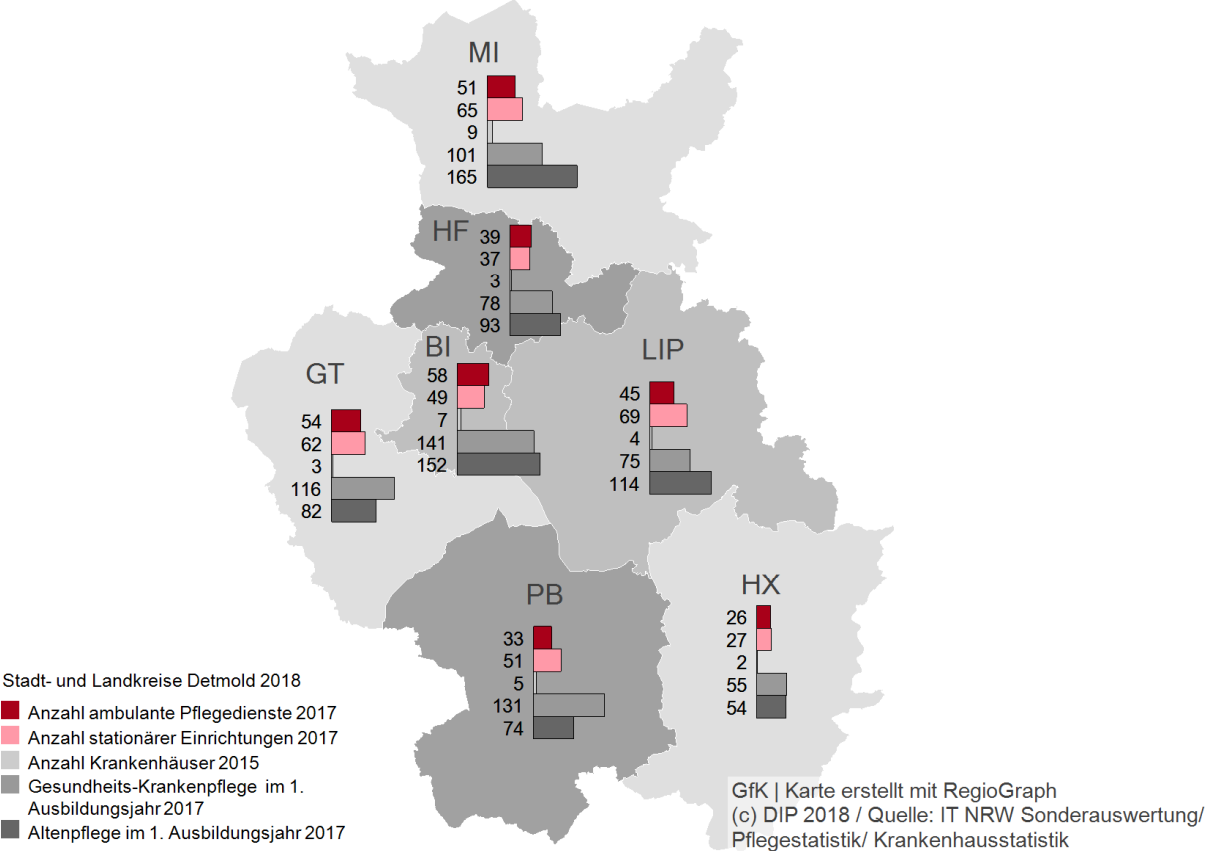 MI
51
65
9
101
165
HF
39
37
3
78
93
BI
58
49
7
141
152
GT
54
62
3
116
82
LIP
45
69
4
75
114
PB
33
51
5
131
74
HX
26
27
2
55
54
Stadt- und Landkreise Detmold 2018
Anzahl ambulante Pflegedienste 2017
Anzahl stationärer Einrichtungen 2017
Anzahl Krankenhäuser 2015
Gesundheits-Krankenpflege im 1.
Ausbildungsjahr 2017
Altenpflege im 1. Ausbildungsjahr 2017
GfK | Karte erstellt mit RegioGraph
(c) DIP 2018 / Quelle: IT NRW Sonderauswertung/
Pflegestatistik/ Krankenhausstatistik